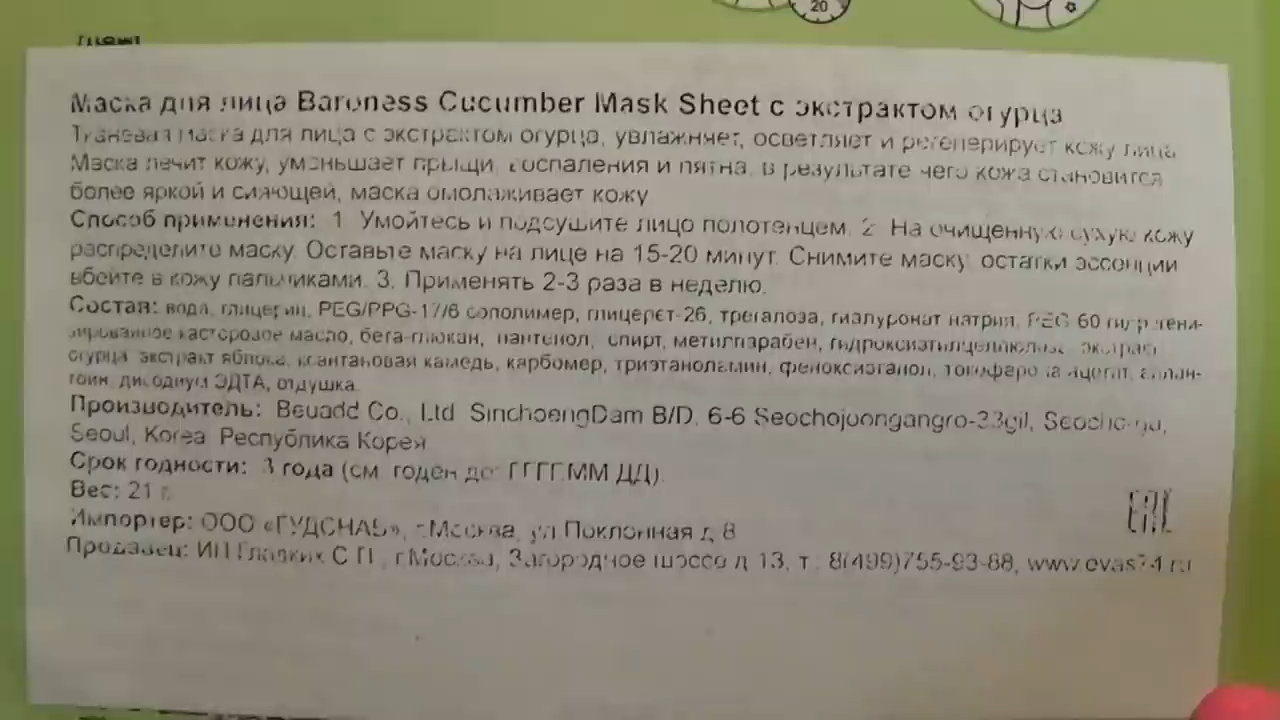 20
Маска для лица Baroness Cucumber Mask Sheet с экстрактом огурца
Тканевая маска для лица с экстрактом огурца, увлажняет, осветляет и регенерирует кожу лица.
Маска лечит кожу, уменьшает прыщи, воспаления и пятна, в результате чего кожа становится
более яркой и сияющей, маска омолаживает кожу
Способ применения: 1. Умойтесь и подсушите лицо полотенцем. 2. На очищенную сухую кожу
распределите маску. Оставьте маску на лице на 15-20 минут. Снимите маску, остатки эссенции
вбейте в кожу пальчиками. 3. Применять 2-3 раза в неделю.
Состав: вода, глицерин, PEG/PPG-17/6 сополимер, глицерет-26, трегалоза, гиалуронат натрия, PEG-60 гидрогени-
зированное касторовое масло, бета-глюкан, пантенол, спирт, метилпарабен, гидроксиэтилцеллюлоза, экстракт
огурца, экстракт яблока, ксантановая камедь, карбомер, триэтаноламин, феноксиэтанол, токоферола ацетат, аллан-
тоин, дисодиум ЭДТА, отдушка.
Производитель: Beuadd Co., Ltd SinchoengDam B/D, 6-6 Seochojoongangro-33gil, Seocho-gu,
Seoul, Korea Республика Корея
Срок годности: 3 года (см. годен до: ГГГГ.ММ.ДД)
Вес: 21 г.
EAC
Импортер: ООО «ГУДСНАБ», г.Москва, ул Поклонная д 8
Продавец: ИП Гладких С.П., г.Москва, Загородное шоссе д 13, т.: 8(499)755-93-88, www.evas74.ru